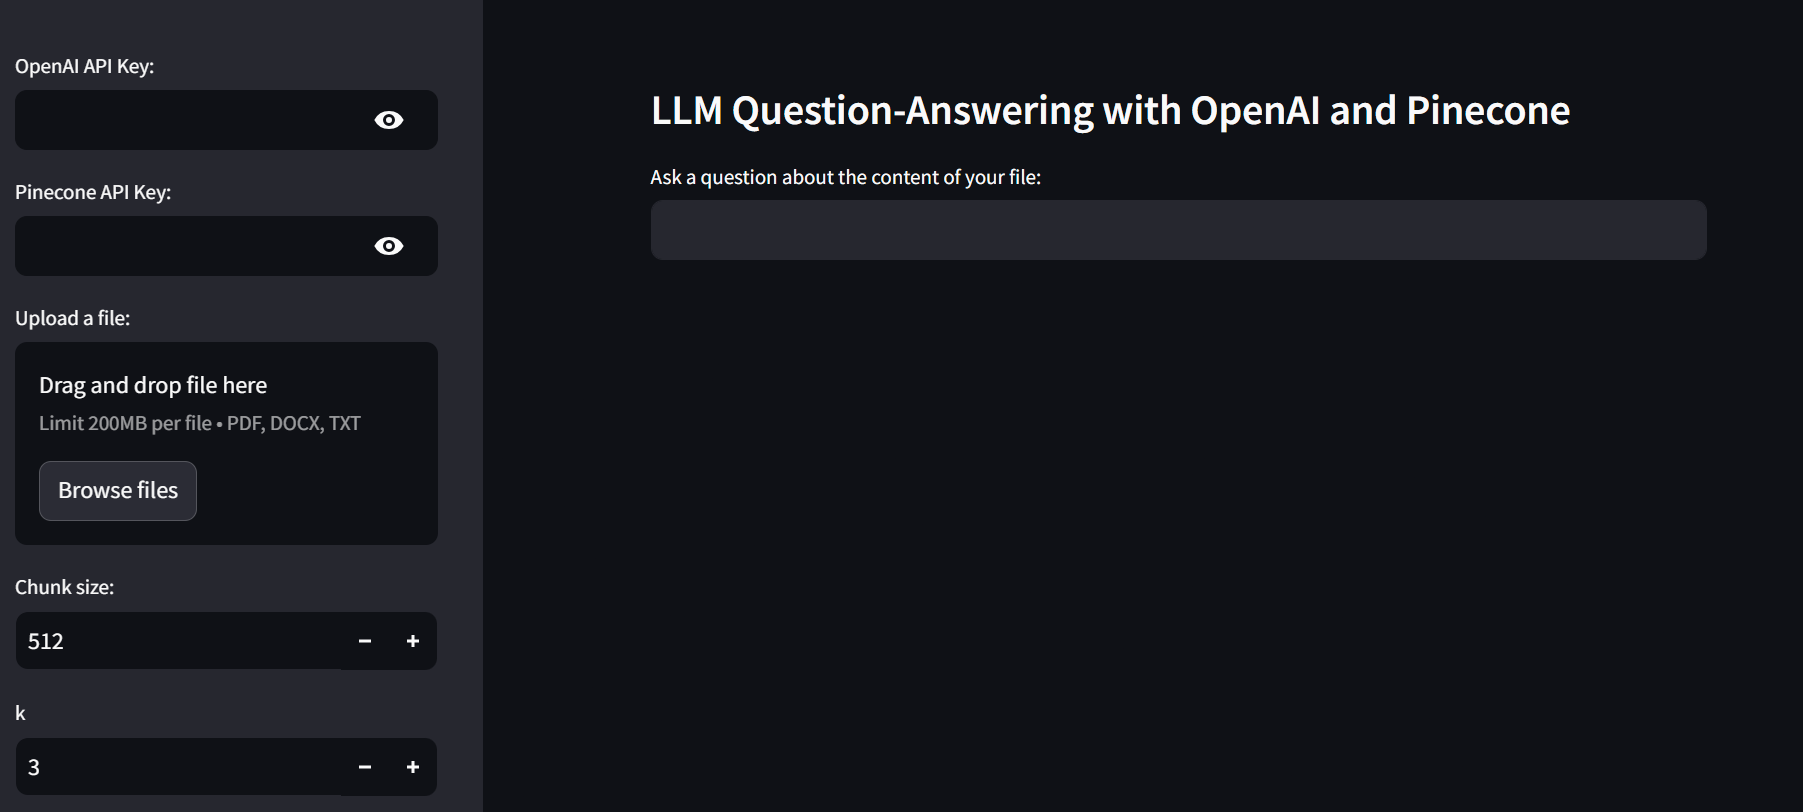 OpenAI API Key:
Pinecone API Key:
Upload a file:
Drag and drop file here
Limit 200MB per file • PDF, DOCX, TXT
Browse files
Chunk size:
512
k
3
LLM Question-Answering with OpenAI and Pinecone
Ask a question about the content of your file: